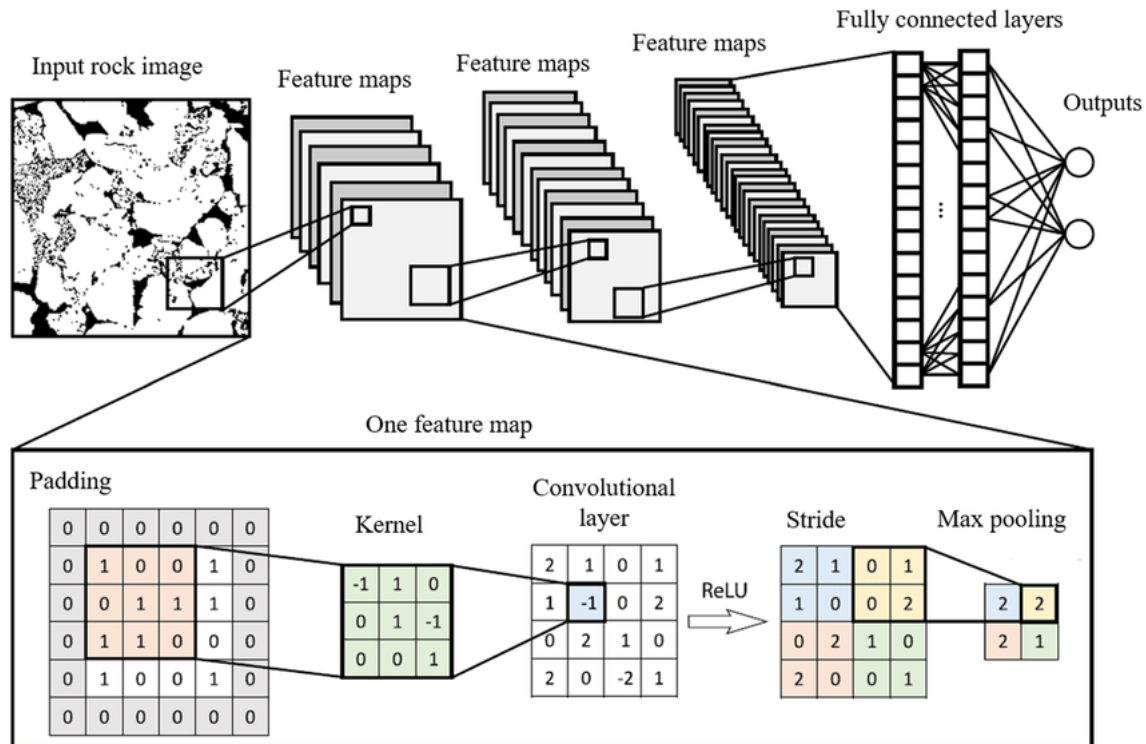 Fully connected layers
Feature maps
Feature maps
Input rock image
Feature maps
Outputs
...
One feature map
Padding
Kernel
Convolutional
layer
Stride
Max pooling
0 0 0 0 0 0
0 1 0 0 1 0
0 0 1 1 1 0
0 1 1 0 0 0
0 1 0 0 1 0
0 0 0 0 0 0
-1 1 0
0 1 -1
0 0 1
2 1 0 1
1 -1 0 2
0 2 1 0
2 0 -2 1
ReLU
2 1 0 1
1 0 0 2
0 2 1 0
2 0 0 1
2 2
2 1